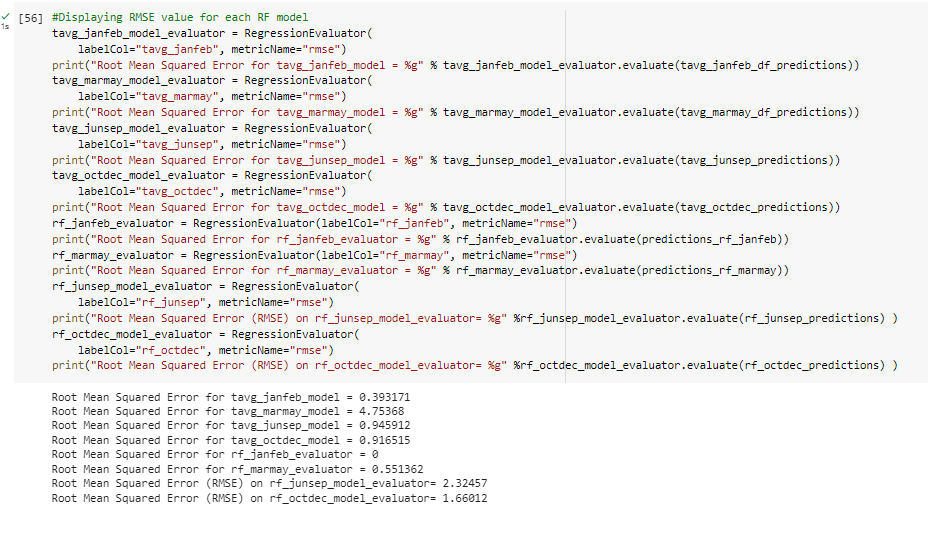 [56] #Displaying RMSE value for each RF model
1s
tavg_janfeb_model_evaluator = RegressionEvaluator(
    labelCol="tavg_janfeb", metricName="rmse")
print("Root Mean Squared Error for tavg_janfeb_model = %g" % tavg_janfeb_model_evaluator.evaluate(tavg_janfeb_df_predictions))
tavg_marmay_model_evaluator = RegressionEvaluator(
    labelCol="tavg_marmay", metricName="rmse")
print("Root Mean Squared Error for tavg_marmay_model = %g" % tavg_marmay_model_evaluator.evaluate(tavg_marmay_df_predictions))
tavg_junsep_model_evaluator = RegressionEvaluator(
    labelCol="tavg_junsep", metricName="rmse")
print("Root Mean Squared Error for tavg_junsep_model = %g" % tavg_junsep_model_evaluator.evaluate(tavg_junsep_predictions))
tavg_octdec_model_evaluator = RegressionEvaluator(
    labelCol="tavg_octdec", metricName="rmse")
print("Root Mean Squared Error for tavg_octdec_model = %g" % tavg_octdec_model_evaluator.evaluate(tavg_octdec_predictions))
rf_janfeb_evaluator = RegressionEvaluator(labelCol="rf_janfeb", metricName="rmse")
print("Root Mean Squared Error for rf_janfeb_evaluator = %g" % rf_janfeb_evaluator.evaluate(predictions_rf_janfeb))
rf_marmay_evaluator = RegressionEvaluator(labelCol="rf_marmay", metricName="rmse")
print("Root Mean Squared Error for rf_marmay_evaluator = %g" % rf_marmay_evaluator.evaluate(predictions_rf_marmay))
rf_junsep_model_evaluator = RegressionEvaluator(
    labelCol="rf_junsep", metricName="rmse")
print("Root Mean Squared Error (RMSE) on rf_junsep_model_evaluator= %g" %rf_junsep_model_evaluator.evaluate(rf_junsep_predictions) )
rf_octdec_model_evaluator = RegressionEvaluator(
    labelCol="rf_octdec", metricName="rmse")
print("Root Mean Squared Error (RMSE) on rf_octdec_model_evaluator= %g" %rf_octdec_model_evaluator.evaluate(rf_octdec_predictions) )
Root Mean Squared Error for tavg_janfeb_model = 0.393171
Root Mean Squared Error for tavg_marmay_model = 4.75368
Root Mean Squared Error for tavg_junsep_model = 0.945912
Root Mean Squared Error for tavg_octdec_model = 0.916515
Root Mean Squared Error for rf_janfeb_evaluator = 0
Root Mean Squared Error for rf_marmay_evaluator = 0.551362
Root Mean Squared Error (RMSE) on rf_junsep_model_evaluator= 2.32457
Root Mean Squared Error (RMSE) on rf_octdec_model_evaluator= 1.66012